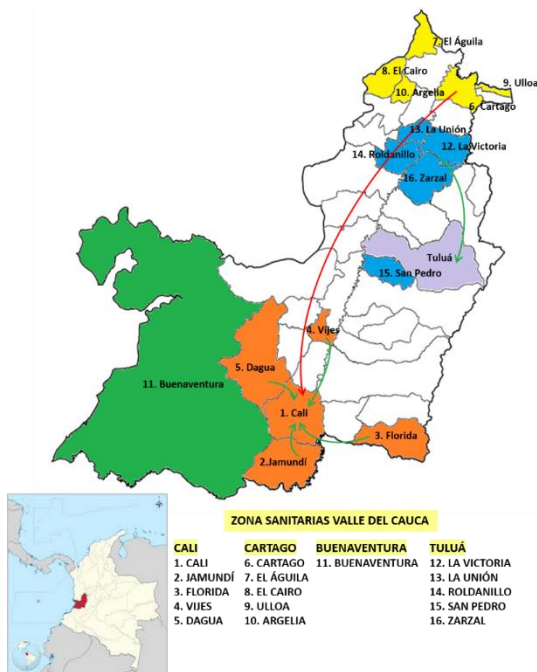 7. El Águila
8. El Cairo
9. Ulloa
10. Argelia
6. Cartago
13. La Unión
12. La Victoria
14. Roldanillo
16. Zarzal
Tuluá
15. San Pedro
4. Vijes
5. Dagua
11. Buenaventura
1. Cali
3. Florida
2.Jamundí
ZONA SANITARIAS VALLE DEL CAUCA
CALI
1. CALI
2. JAMUNDÍ
3. FLORIDA
4. VIJES
5. DAGUA
CARTAGO
6. CARTAGO
7. EL ÁGUILA
8. EL CAIRO
9. ULLOA
10. ARGELIA
BUENAVENTURA
11. BUENAVENTURA
TULUÁ
12. LA VICTORIA
13. LA UNIÓN
14. ROLDANILLO
15. SAN PEDRO
16. ZARZAL